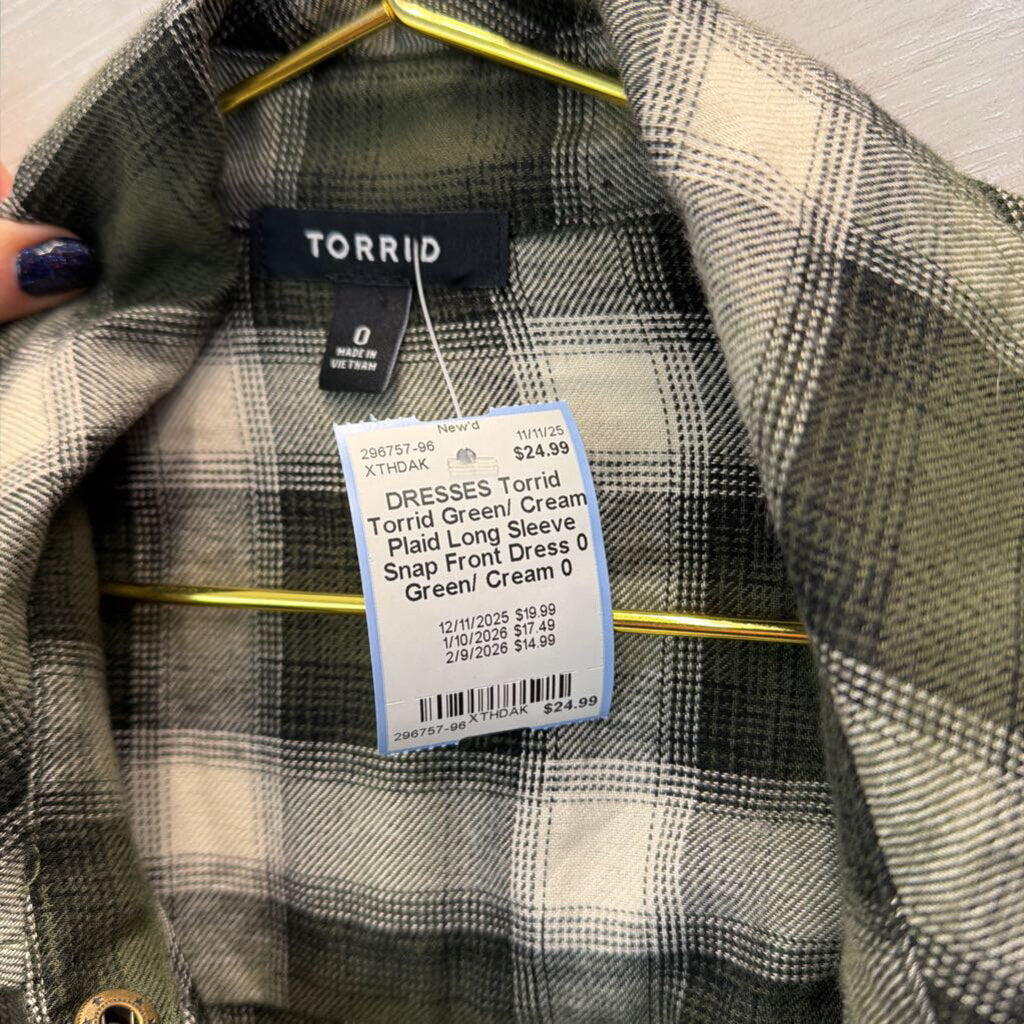 TORRID
0
MADE IN
VIETNAM
New'd
296757-96 11/11/25
XTHDAK $24.99
DRESSES Torrid
Torrid Green/ Cream
Plaid Long Sleeve
Snap Front Dress 0
Green/ Cream 0
12/11/2025 $19.99
1/10/2026 $17.49
2/9/2026 $14.99
296757-96 XTHDAK $24.99